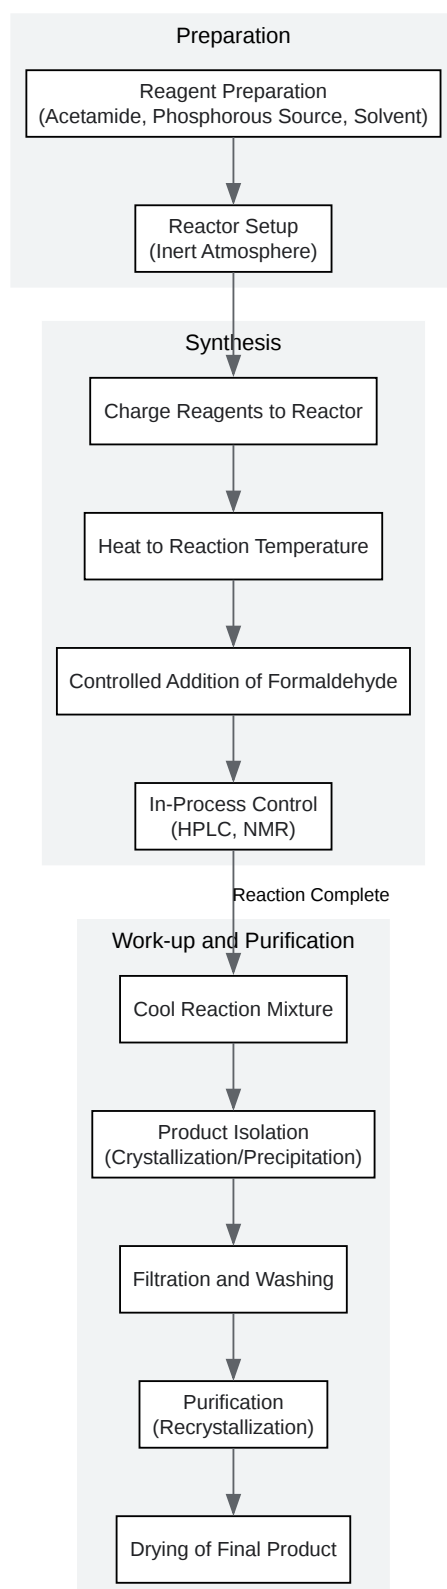 Preparation
Reagent Preparation
(Acetamide, Phosphorous Source, Solvent)
Reactor Setup
(Inert Atmosphere)
Synthesis
Charge Reagents to Reactor
Heat to Reaction Temperature
Controlled Addition of Formaldehyde
In-Process Control
(HPLC, NMR)
Reaction Complete
Work-up and Purification
Cool Reaction Mixture
Product Isolation
(Crystallization/Precipitation)
Filtration and Washing
Purification
(Recrystallization)
Drying of Final Product